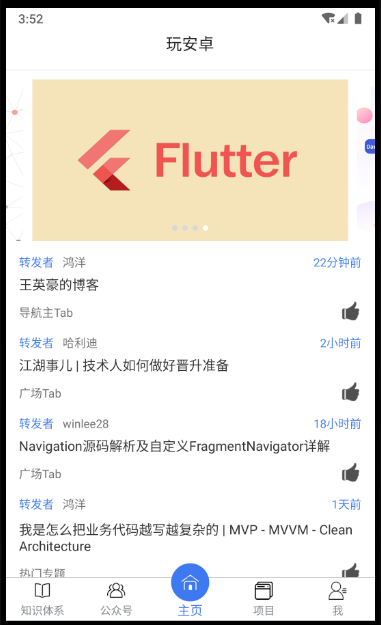 3:52
玩安卓
Flutter
Dav
转发者 鸿洋 22分钟前
王英豪的博客
导航主Tab
转发者 哈利迪 2小时前
江湖事儿 | 技术人如何做好晋升准备
广场Tab
转发者 winlee28 18小时前
Navigation源码解析及自定义FragmentNavigator详解
广场Tab
转发者 鸿洋 1天前
我是怎么把业务代码越写越复杂的 | MVP - MVVM - Clean
Architecture
热门专题
知识体系 公众号 主页 项目 我